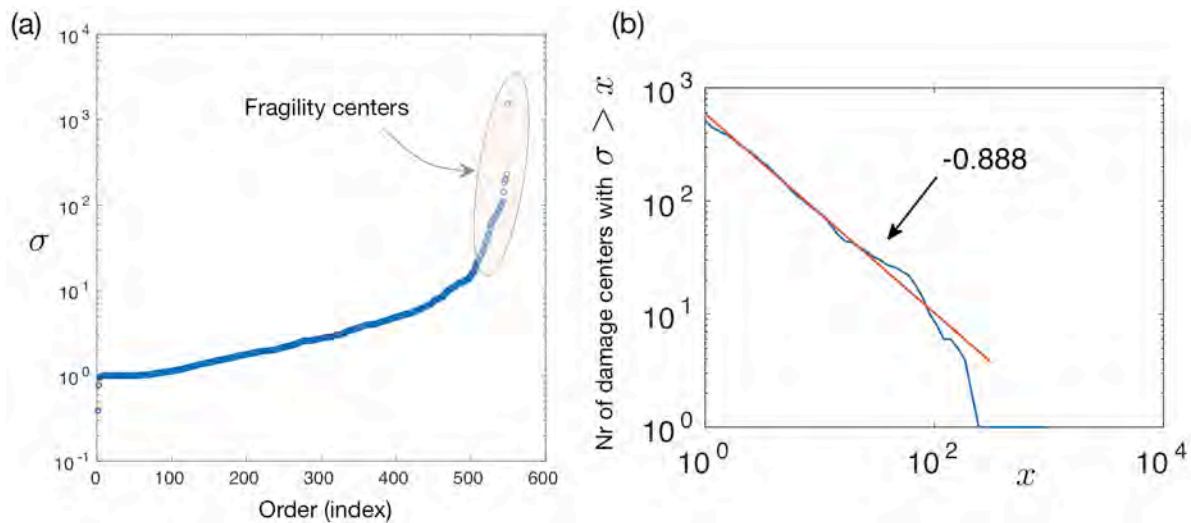 (a)
10^4
10^3
10^2
10^1
10^0
10^-1
σ
Fragility centers
0 100 200 300 400 500 600
Order (index)
(b)
Nr of damage centers with σ > x
10^3
10^2
10^1
10^0
-0.888
10^0 10^2 10^4
x